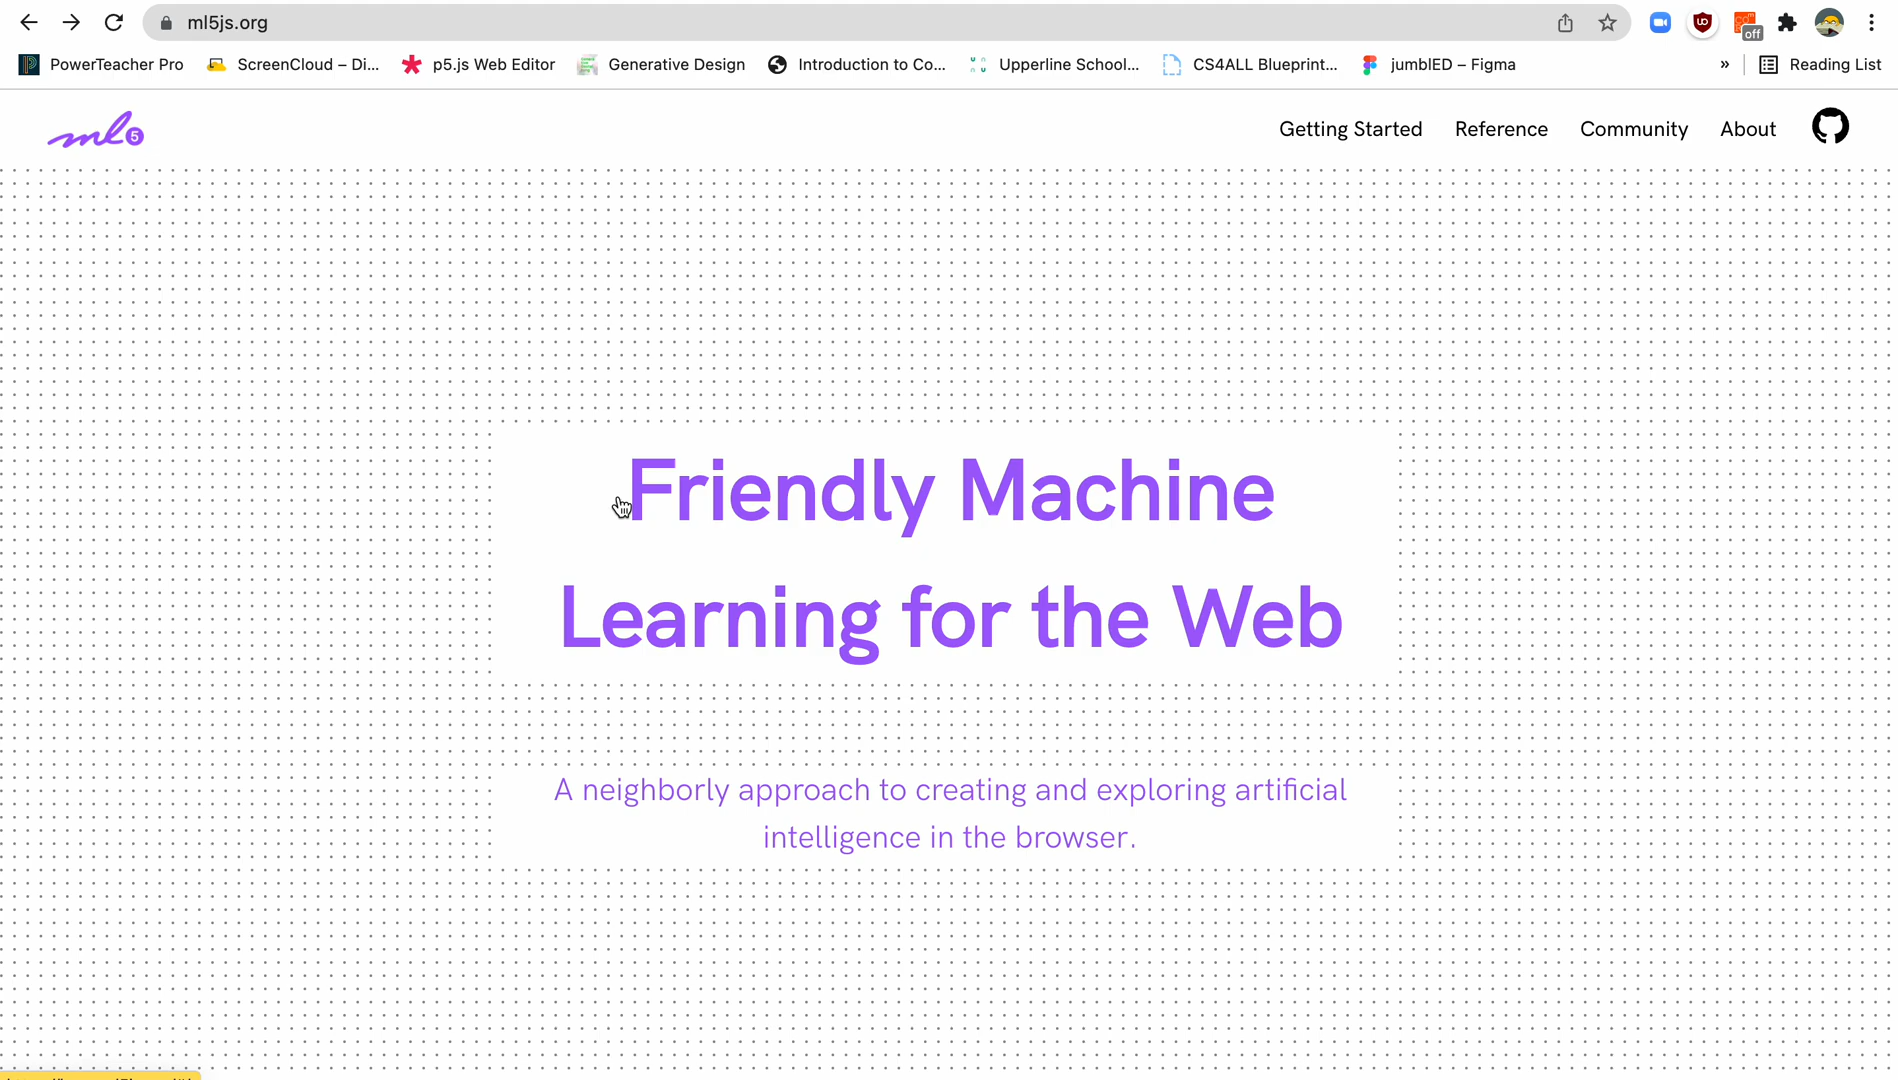 ml5js.org
off
PowerTeacher Pro
ScreenCloud – Di...
p5.js Web Editor
Generative Design
Introduction to Co...
Upperline School...
CS4ALL Blueprint...
jumblED – Figma
»
Reading List
ml5
Getting Started
Reference
Community
About
Friendly Machine
Learning for the Web
A neighborly approach to creating and exploring artificial
intelligence in the browser.